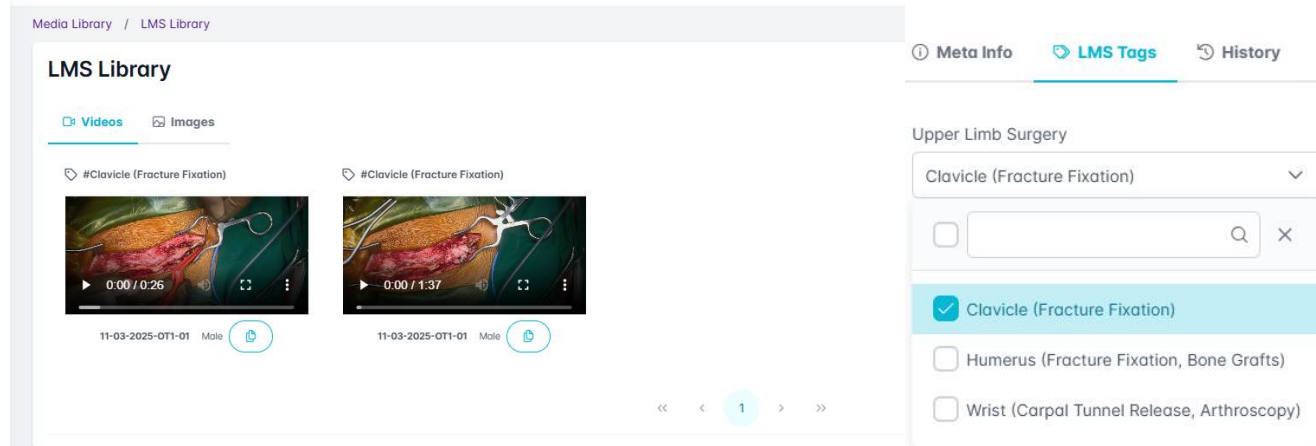 Media Library / LMS Library
LMS Library
Videos Images
#Clavicle (Fracture Fixation) #Clavicle (Fracture Fixation)
0:00 / 0:26 0:00 / 1:37
11-03-2025-OT1-01 Male 11-03-2025-OT1-01 Male
<< < 1 > >>
Meta Info LMS Tags History
Upper Limb Surgery
Clavicle (Fracture Fixation)
Clavicle (Fracture Fixation)
Humerus (Fracture Fixation, Bone Grafts)
Wrist (Carpal Tunnel Release, Arthroscopy)